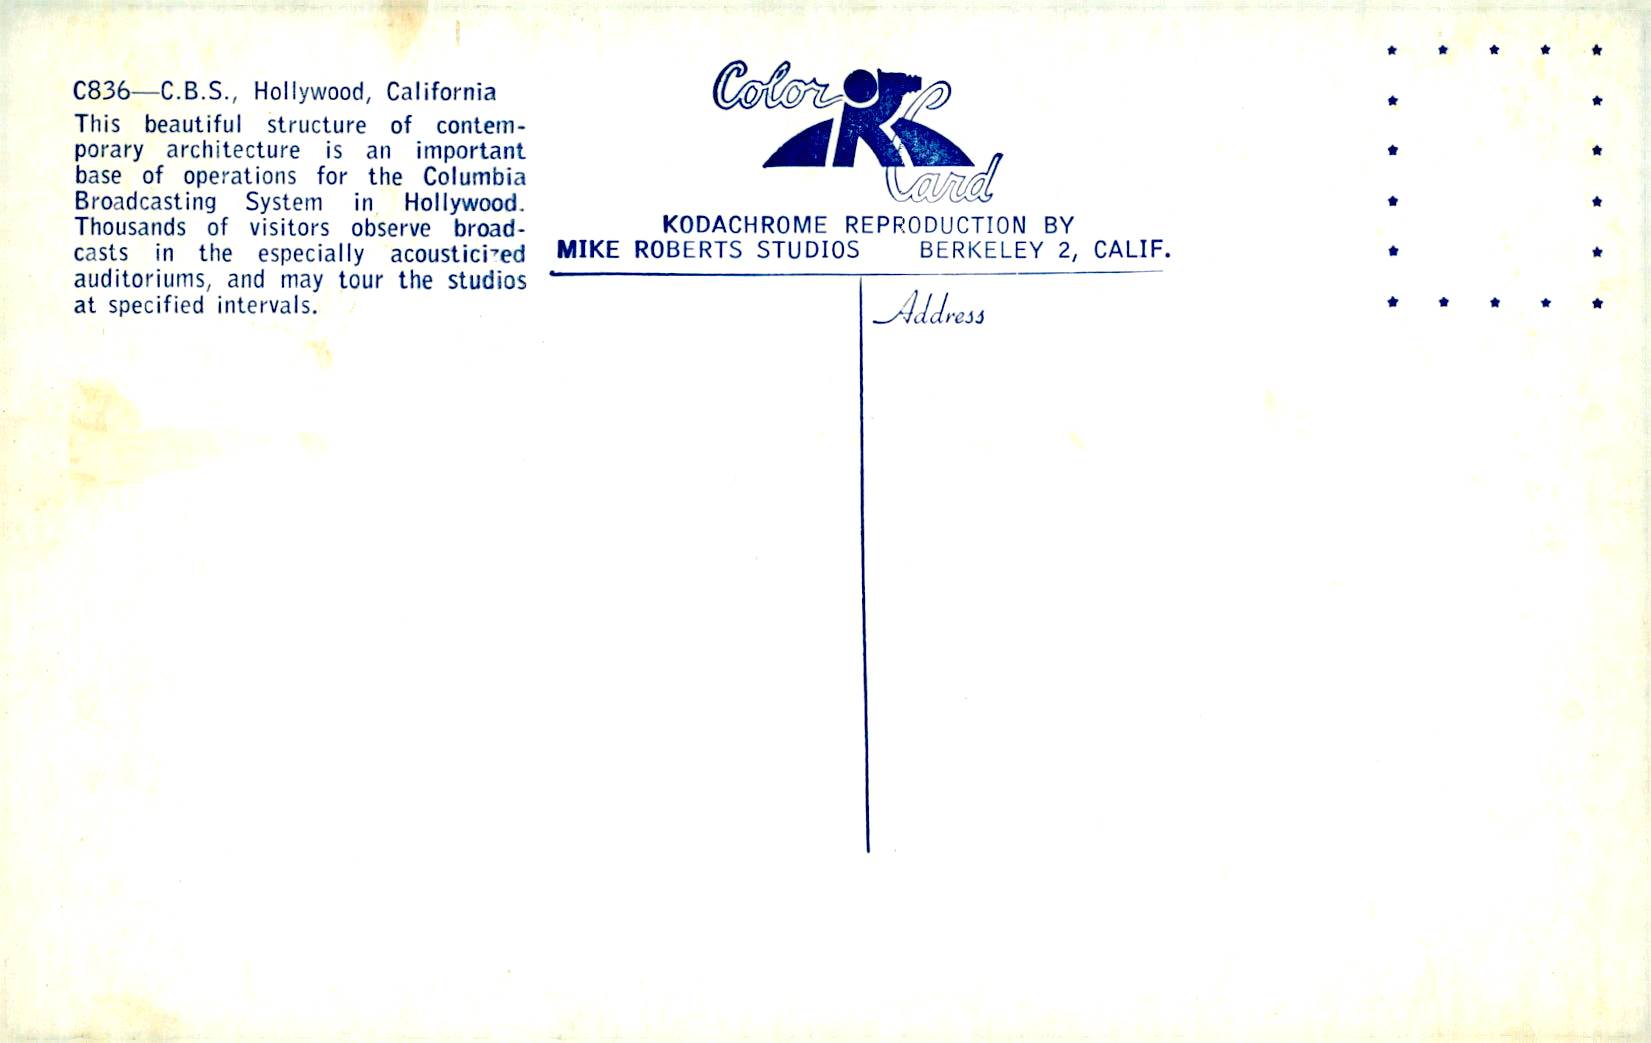 C836—C.B.S., Hollywood, California
This beautiful structure of contem-
porary architecture is an important
base of operations for the Columbia
Broadcasting System in Hollywood.
Thousands of visitors observe broad-
casts in the especially acousticized
auditoriums, and may tour the studios
at specified intervals.
Color
Card
KODACHROME REPRODUCTION BY
MIKE ROBERTS STUDIOS BERKELEY 2, CALIF.
Address